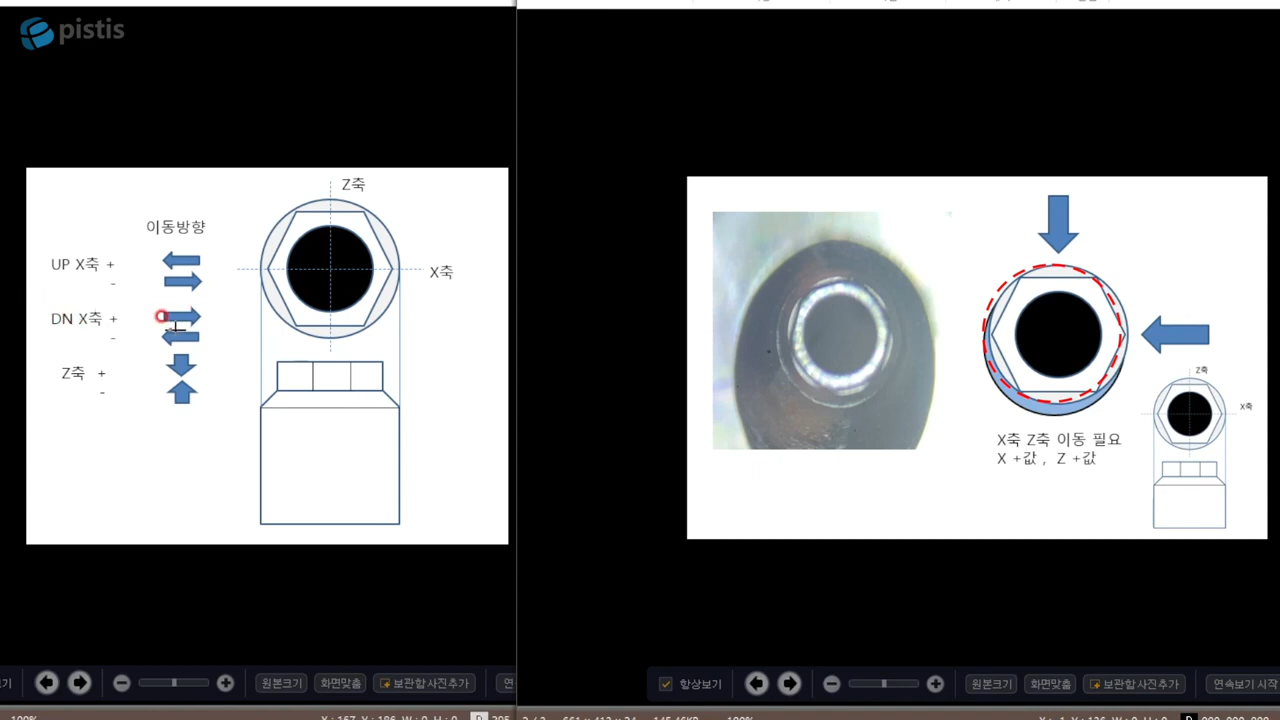 pistis
Z축
이동방향
UP X축 +
-
X축
DN X축 +
-
Z축 +
-
Z축
X축
X축 Z축 이동 필요
X +값 , Z +값
원본크기
화면맞춤
보관함 사진추가
항상보기
원본크기
화면맞춤
보관함 사진추가
연속보기 시작